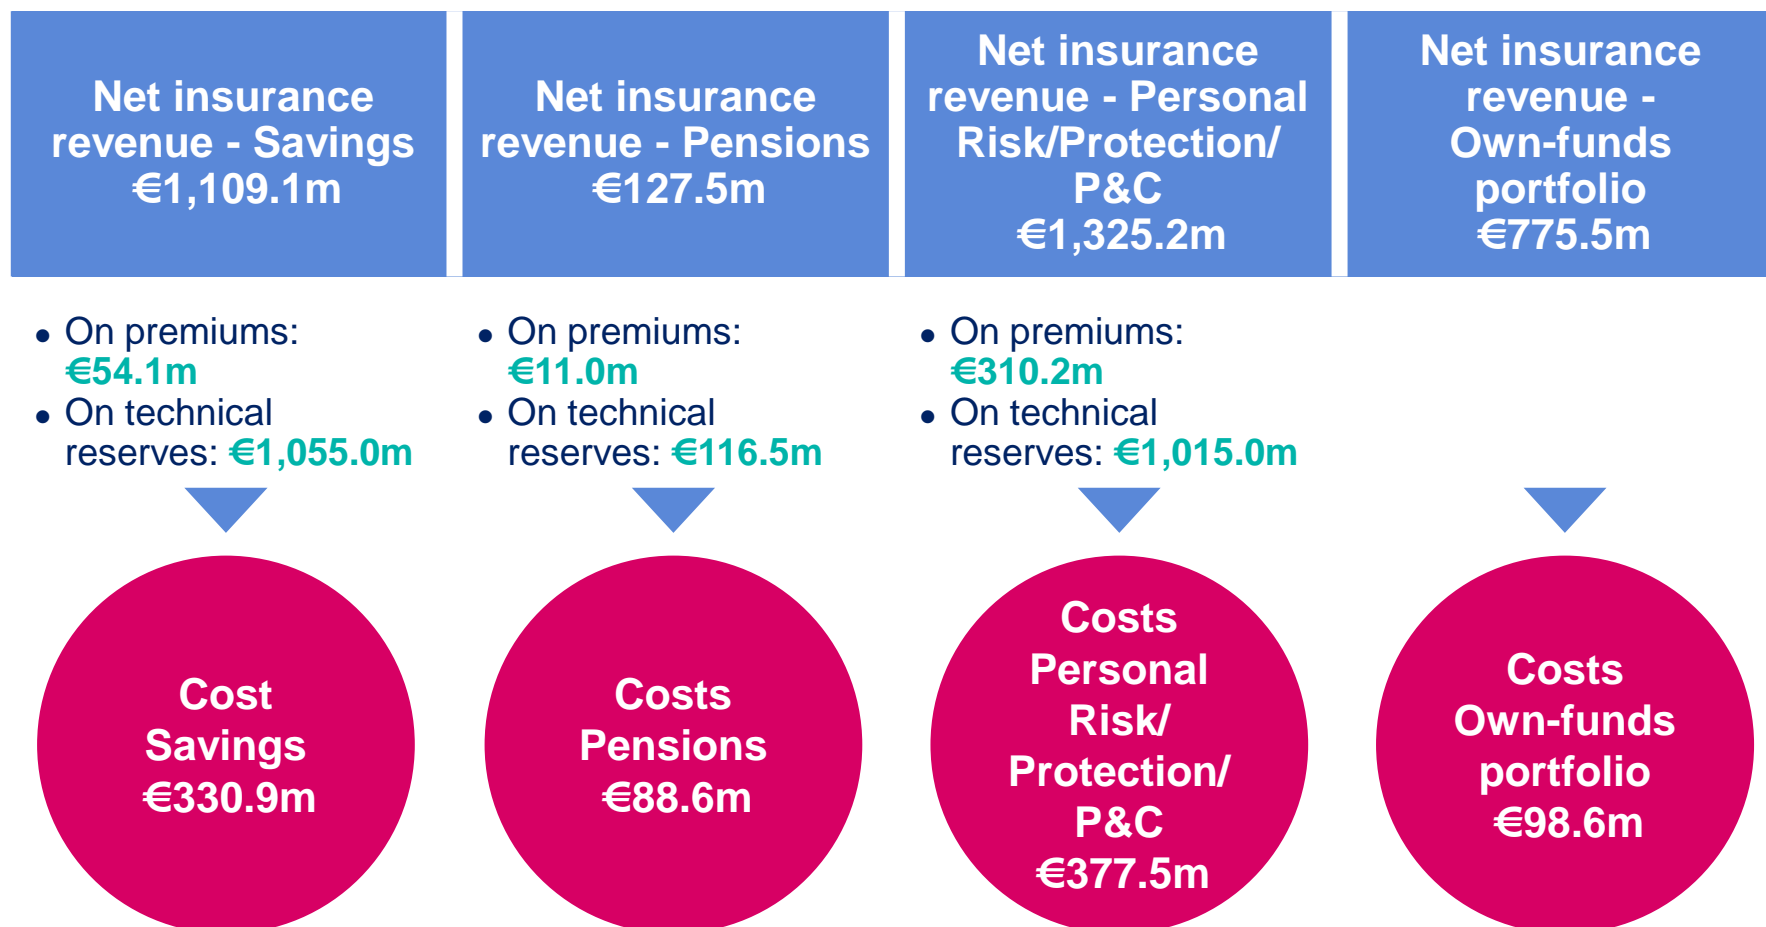 Net insurance
revenue - Savings
€1,109.1m
Net insurance
revenue - Pensions
€127.5m
Net insurance
revenue - Personal
Risk/Protection/
P&C
€1,325.2m
Net insurance
revenue -
Own-funds
portfolio
€775.5m
• On premiums:
€54.1m
• On technical
reserves: €1,055.0m
• On premiums:
€11.0m
• On technical
reserves: €116.5m
• On premiums:
€310.2m
• On technical
reserves: €1,015.0m
Cost
Savings
€330.9m
Costs
Pensions
€88.6m
Costs
Personal
Risk/
Protection/
P&C
€377.5m
Costs
Own-funds
portfolio
€98.6m